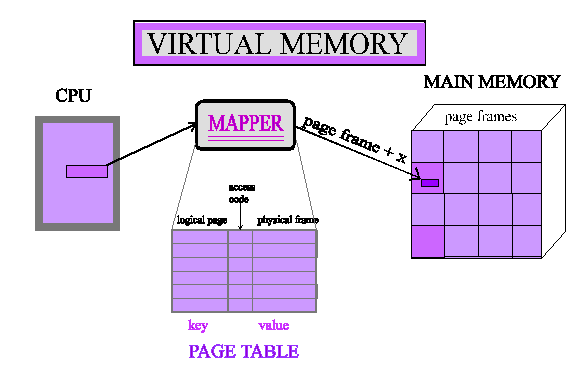 VIRTUAL MEMORY
MAIN MEMORY
CPU
MAPPER
page frame + x
page frames
access
code
logical page
physical frame
key
value
PAGE TABLE